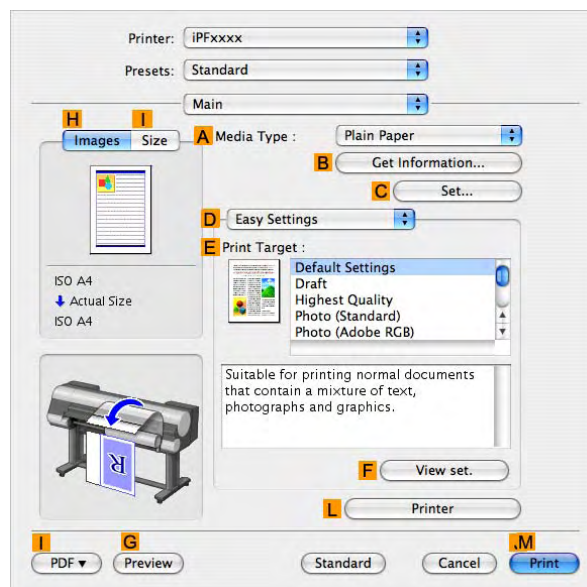 Printer: iPFxxxx
Presets: Standard
Main
H I
Images Size
A Media Type : Plain Paper
B Get Information...
C Set...
D Easy Settings
E Print Target :
Default Settings
Draft
Highest Quality
Photo (Standard)
Photo (Adobe RGB)
ISO A4
Actual Size
ISO A4
Suitable for printing normal documents
that contain a mixture of text,
photographs and graphics.
R
F View set.
L Printer
I G M
PDF Preview Standard Cancel Print